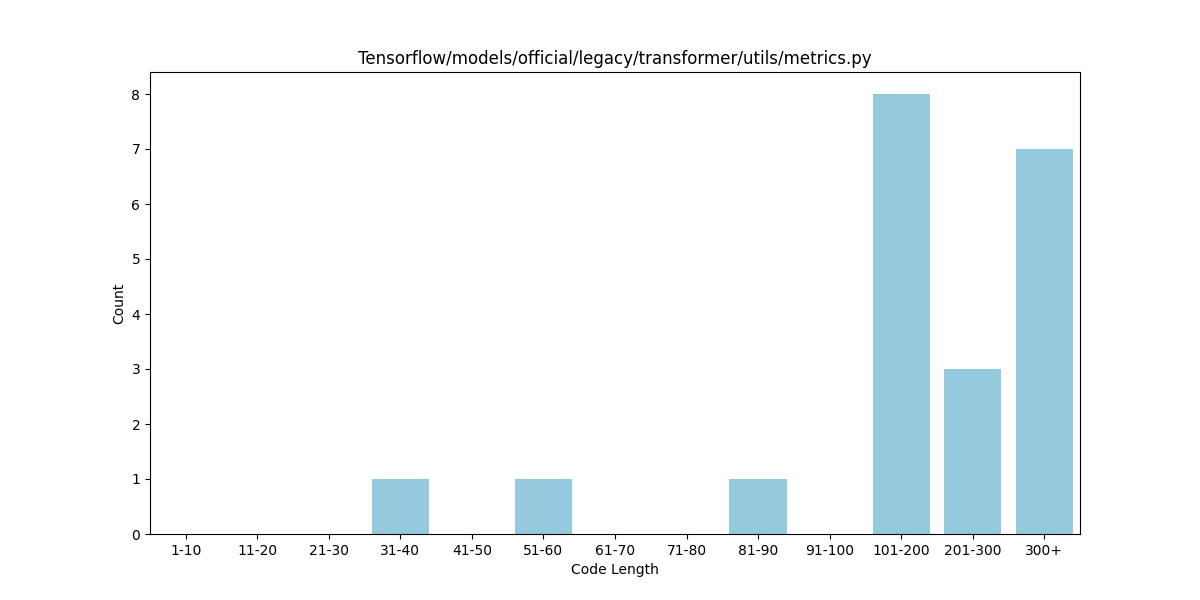 Tensorflow/models/official/legacy/transformer/utils/metrics.py
8
7
6
5
4
3
2
1
0
Count
1-10 11-20 21-30 31-40 41-50 51-60 61-70 71-80 81-90 91-100 101-200 201-300 300+
Code Length